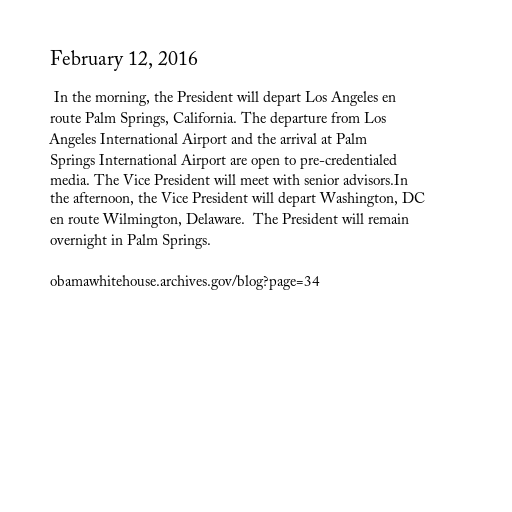 February 12, 2016
In the morning, the President will depart Los Angeles en
route Palm Springs, California. The departure from Los
Angeles International Airport and the arrival at Palm
Springs International Airport are open to pre-credentialed
media. The Vice President will meet with senior advisors.In
the afternoon, the Vice President will depart Washington, DC
en route Wilmington, Delaware.  The President will remain
overnight in Palm Springs.
obamawhitehouse.archives.gov/blog?page=34